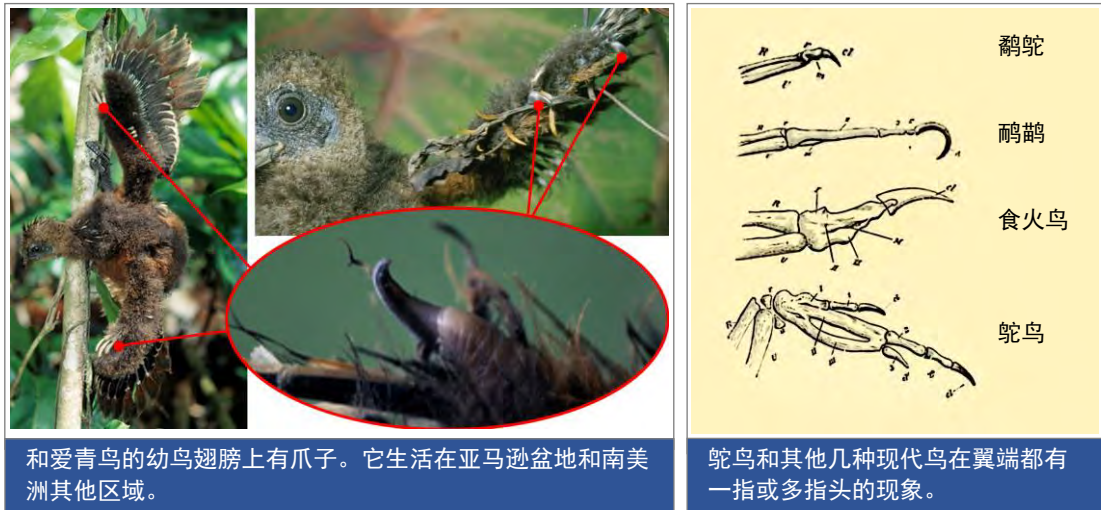 鹬鸵
鸸鹋
食火鸟
鸵鸟
和爱青鸟的幼鸟翅膀上有爪子。它生活在亚马逊盆地和南美
洲其他区域。
鸵鸟和其他几种现代鸟在翼端都有
一指或多指头的现象。